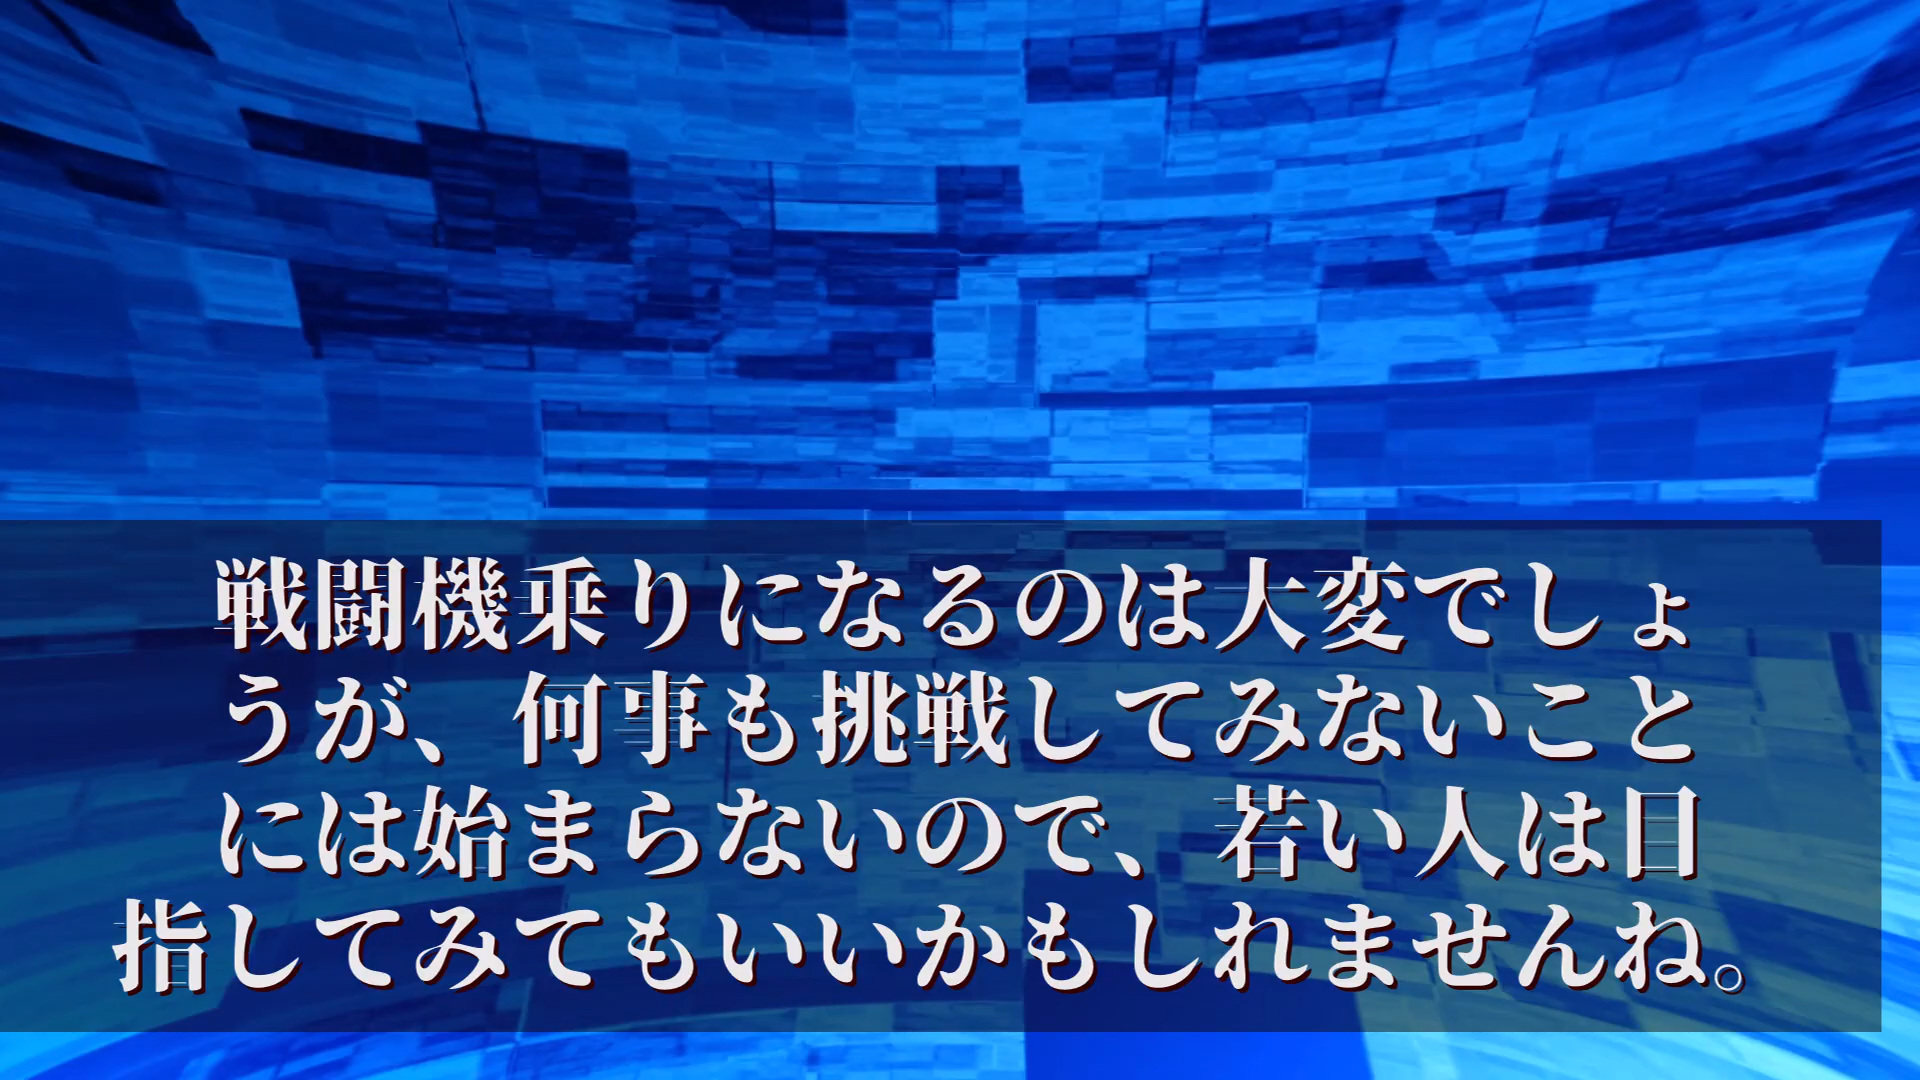 戦闘機乗りになるのは大変でしょ
うが、何事も挑戦してみないこと
には始まらないので、若い人は目
指してみてもいいかもしれませんね。